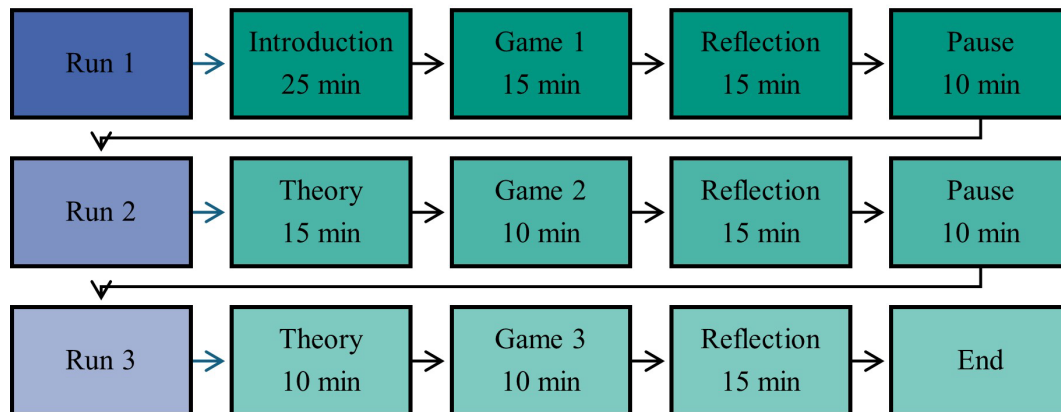 Run 1
Introduction
25 min
Game 1
15 min
Reflection
15 min
Pause
10 min
Run 2
Theory
15 min
Game 2
10 min
Reflection
15 min
Pause
10 min
Run 3
Theory
10 min
Game 3
10 min
Reflection
15 min
End